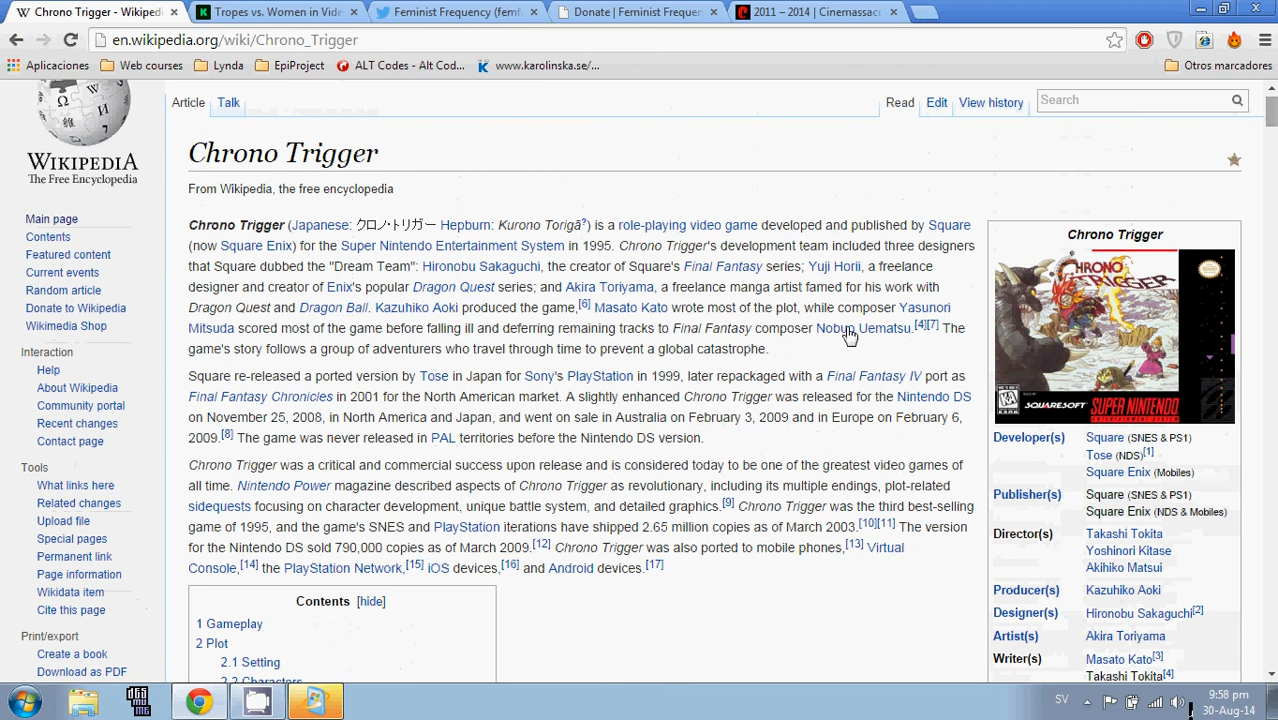 Chrono Trigger - Wikiped
Tropes vs. Women in Video
Feminist Frequency (femf
Donate | Feminist Frequen
2011 – 2014 | Cinemassac
en.wikipedia.org/wiki/Chrono_Trigger
Aplicaciones Web courses Lynda EpiProject ALT Codes - Alt Cod... www.karolinska.se/... Otros marcadores
Article Talk Read Edit View history Search
WIKIPEDIA
The Free Encyclopedia
Main page
Contents
Featured content
Current events
Random article
Donate to Wikipedia
Wikimedia Shop
Interaction
Help
About Wikipedia
Community portal
Recent changes
Contact page
Tools
What links here
Related changes
Upload file
Special pages
Permanent link
Page information
Wikidata item
Cite this page
Print/export
Create a book
Download as PDF
Chrono Trigger
From Wikipedia, the free encyclopedia
Chrono Trigger (Japanese: クロノ・トリガー Hepburn: Kurono Torigā?) is a role-playing video game developed and published by Square
(now Square Enix) for the Super Nintendo Entertainment System in 1995. Chrono Trigger's development team included three designers
that Square dubbed the "Dream Team": Hironobu Sakaguchi, the creator of Square's Final Fantasy series; Yuji Horii, a freelance
designer and creator of Enix's popular Dragon Quest series; and Akira Toriyama, a freelance manga artist famed for his work with
Dragon Quest and Dragon Ball. Kazuhiko Aoki produced the game,[6] Masato Kato wrote most of the plot, while composer Yasunori
Mitsuda scored most of the game before falling ill and deferring remaining tracks to Final Fantasy composer Nobuo Uematsu.[4][7] The
game's story follows a group of adventurers who travel through time to prevent a global catastrophe.
Square re-released a ported version by Tose in Japan for Sony's PlayStation in 1999, later repackaged with a Final Fantasy IV port as
Final Fantasy Chronicles in 2001 for the North American market. A slightly enhanced Chrono Trigger was released for the Nintendo DS
on November 25, 2008, in North America and Japan, and went on sale in Australia on February 3, 2009 and in Europe on February 6,
2009.[8] The game was never released in PAL territories before the Nintendo DS version.
Chrono Trigger was a critical and commercial success upon release and is considered today to be one of the greatest video games of
all time. Nintendo Power magazine described aspects of Chrono Trigger as revolutionary, including its multiple endings, plot-related
sidequests focusing on character development, unique battle system, and detailed graphics.[9] Chrono Trigger was the third best-selling
game of 1995, and the game's SNES and PlayStation iterations have shipped 2.65 million copies as of March 2003.[10][11] The version
for the Nintendo DS sold 790,000 copies as of March 2009.[12] Chrono Trigger was also ported to mobile phones,[13] Virtual
Console,[14] the PlayStation Network,[15] iOS devices,[16] and Android devices.[17]
Contents [hide]
1 Gameplay
2 Plot
2.1 Setting
2.2 Characters
Chrono Trigger
CHRONO
TRIGGER
K-A
SQUARESOFT
SUPER NINTENDO
Developer(s) Square (SNES & PS1)
Tose (NDS)[1]
Square Enix (Mobiles)
Publisher(s) Square (SNES & PS1)
Square Enix (NDS & Mobiles)
Director(s) Takashi Tokita
Yoshinori Kitase
Akihiko Matsui
Producer(s) Kazuhiko Aoki
Designer(s) Hironobu Sakaguchi[2]
Artist(s) Akira Toriyama
Writer(s) Masato Kato[3]
Takashi Tokita[4]
SV
9:58 pm
30-Aug-14